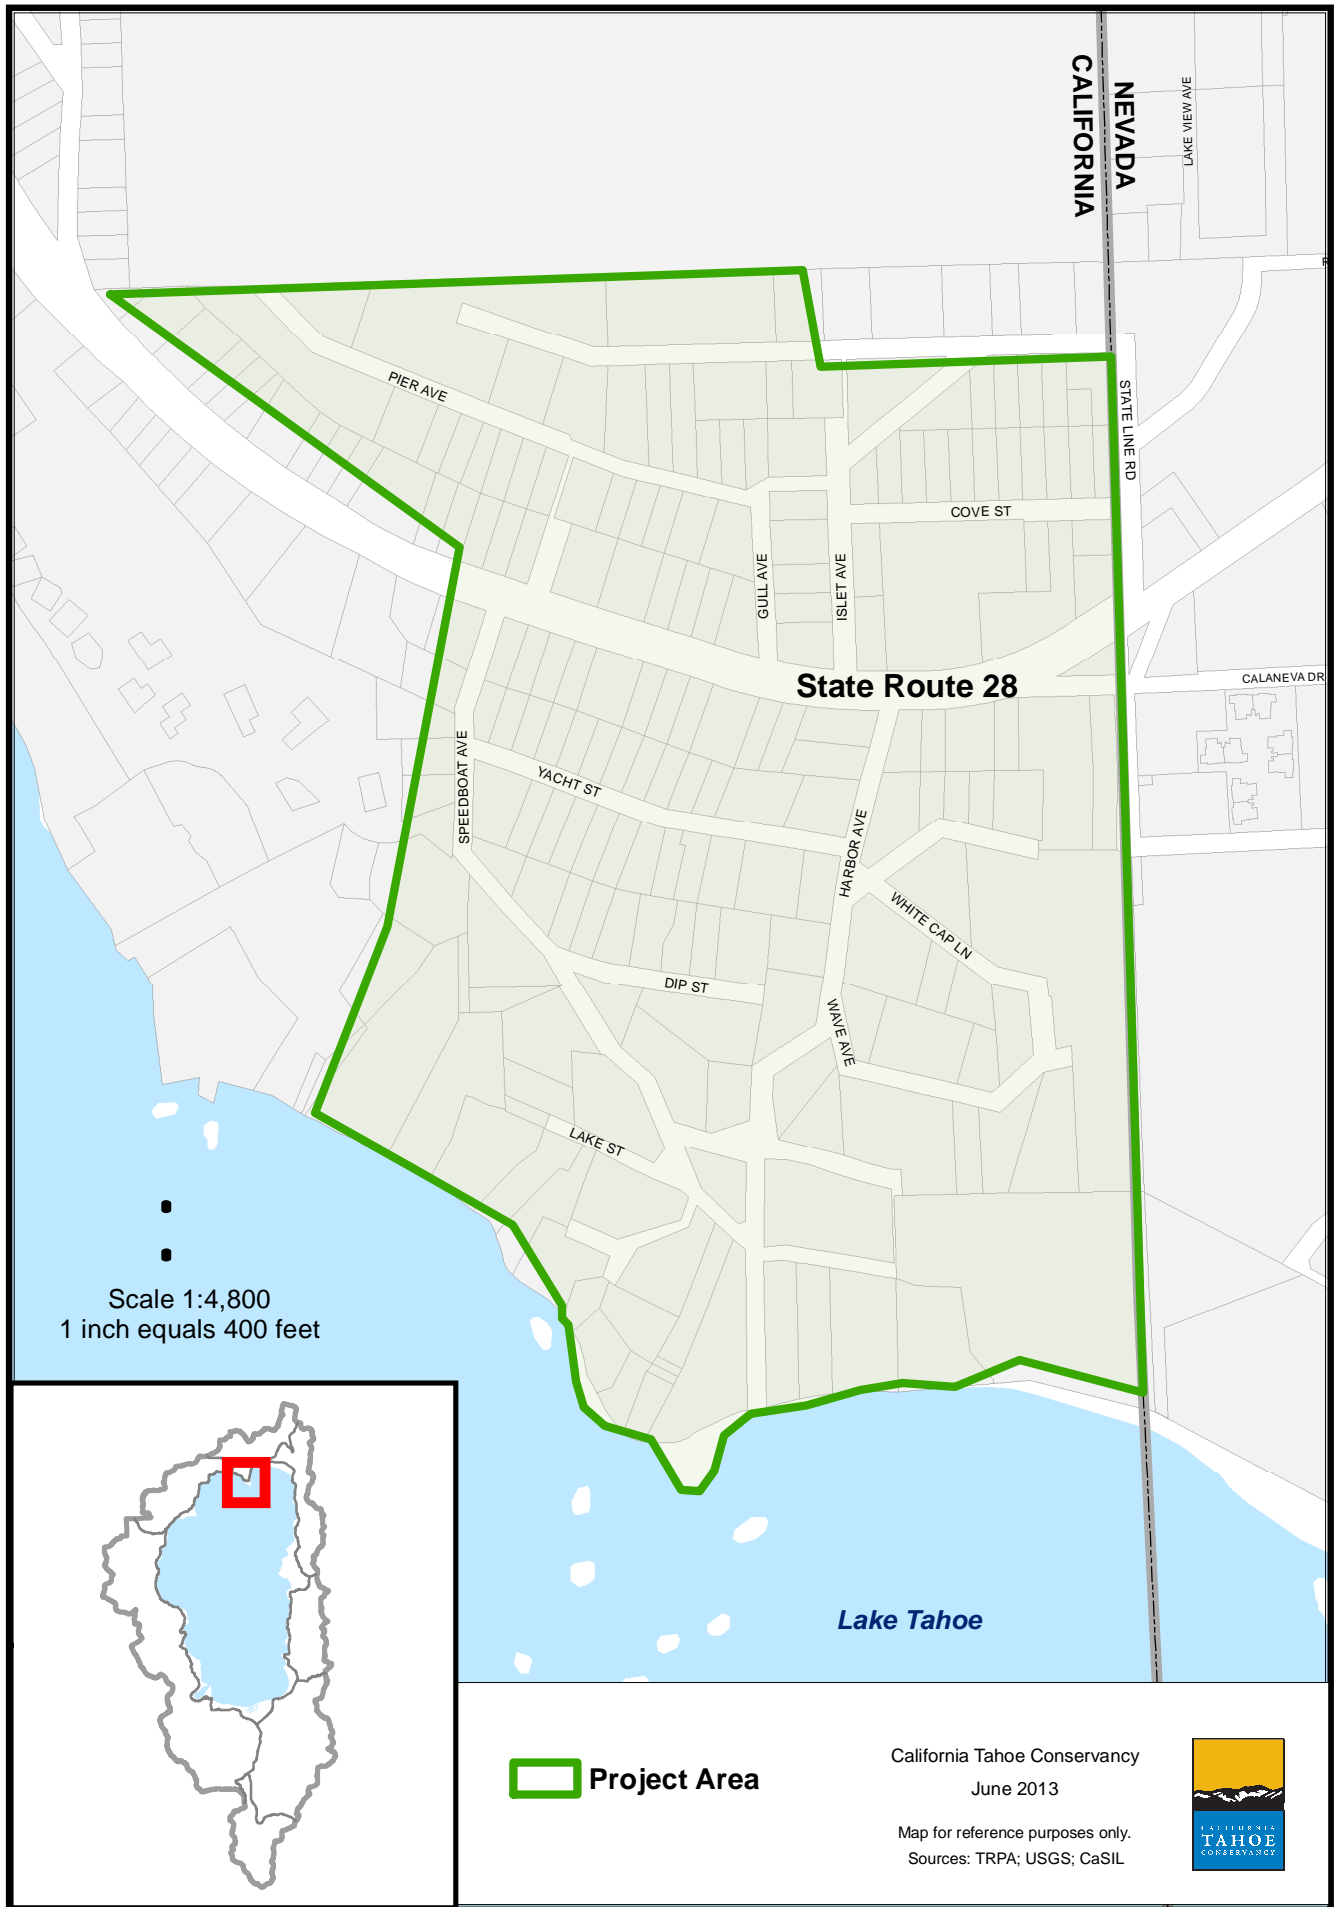 CALIFORNIA
NEVADA
LAKE VIEW AVE
R
PIER AVE
STATE LINE RD
COVE ST
GULL AVE
ISLET AVE
State Route 28
CALANEVA DR
SPEEDBOAT AVE
YACHT ST
HARBOR AVE
WHITE CAP LN
DIP ST
WAVE AVE
LAKE ST
Scale 1:4,800
1 inch equals 400 feet
Lake Tahoe
Project Area
California Tahoe Conservancy
June 2013
Map for reference purposes only.
Sources: TRPA; USGS; CaSIL
CALIFORNIA
TAHOE
CONSERVANCY